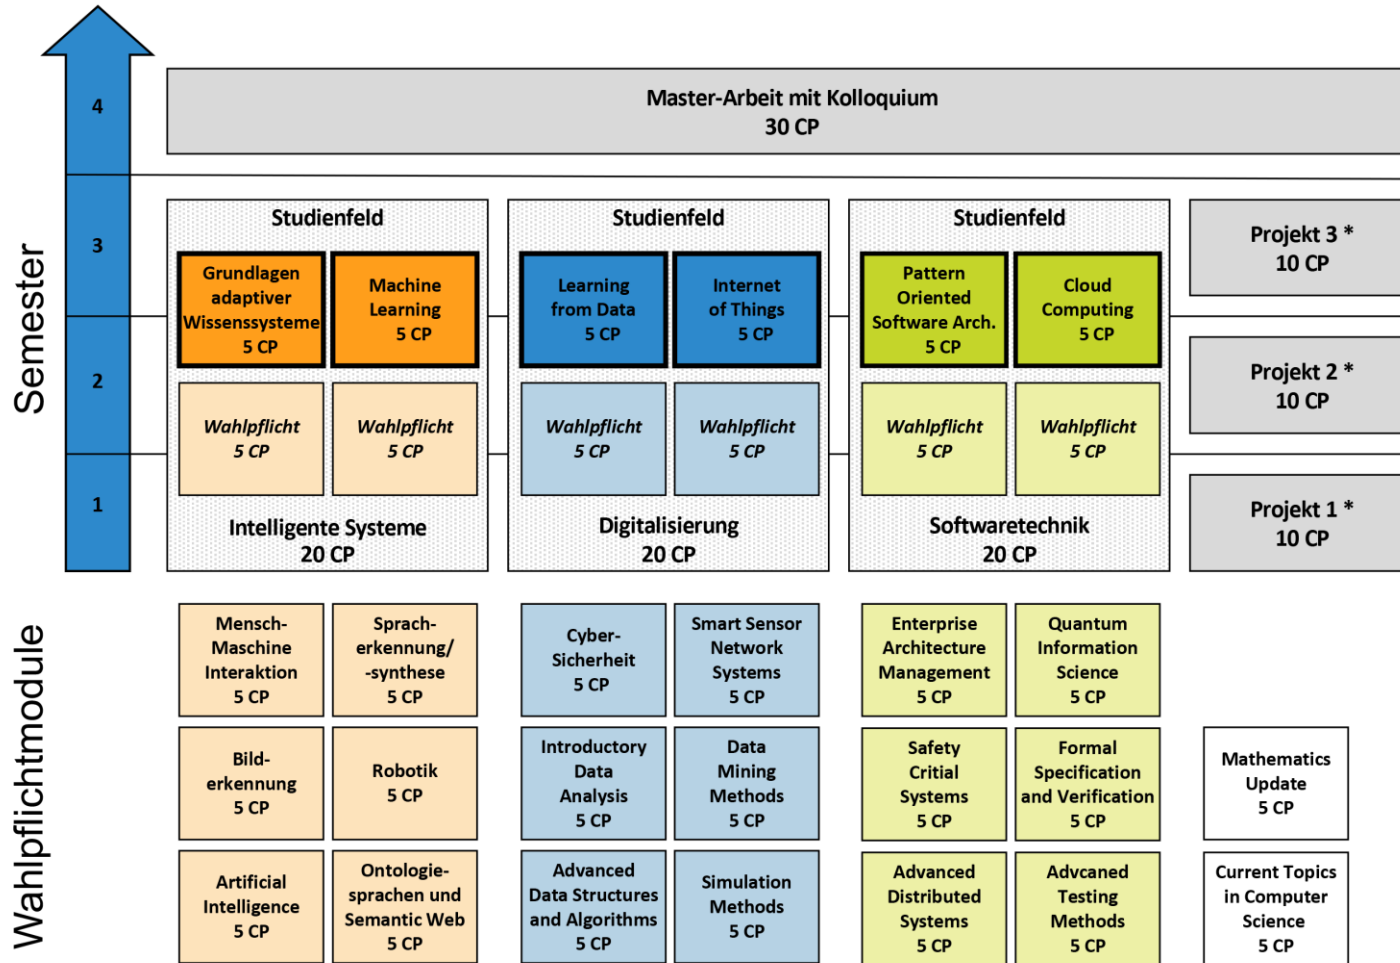 4
Master-Arbeit mit Kolloquium
30 CP
Semester
3
2
1
Studienfeld
Grundlagen
adaptiver
Wissenssysteme
5 CP
Machine
Learning
5 CP
Wahlpflicht
5 CP
Wahlpflicht
5 CP
Intelligente Systeme
20 CP
Studienfeld
Learning
from Data
5 CP
Internet
of Things
5 CP
Wahlpflicht
5 CP
Wahlpflicht
5 CP
Digitalisierung
20 CP
Studienfeld
Pattern
Oriented
Software Arch.
5 CP
Cloud
Computing
5 CP
Wahlpflicht
5 CP
Wahlpflicht
5 CP
Softwaretechnik
20 CP
Projekt 3 *
10 CP
Projekt 2 *
10 CP
Projekt 1 *
10 CP
Wahlpflichtmodule
Mensch-
Maschine
Interaktion
5 CP
Sprach-
erkennung/
-synthese
5 CP
Cyber-
Sicherheit
5 CP
Smart Sensor
Network
Systems
5 CP
Enterprise
Architecture
Management
5 CP
Quantum
Information
Science
5 CP
Bild-
erkennung
5 CP
Robotik
5 CP
Introductory
Data
Analysis
5 CP
Data
Mining
Methods
5 CP
Safety
Critial
Systems
5 CP
Formal
Specification
and Verification
5 CP
Mathematics
Update
5 CP
Artificial
Intelligence
5 CP
Ontologie-
sprachen und
Semantic Web
5 CP
Advanced
Data Structures
and Algorithms
5 CP
Simulation
Methods
5 CP
Advanced
Distributed
Systems
5 CP
Advcaned
Testing
Methods
5 CP
Current Topics
in Computer
Science
5 CP